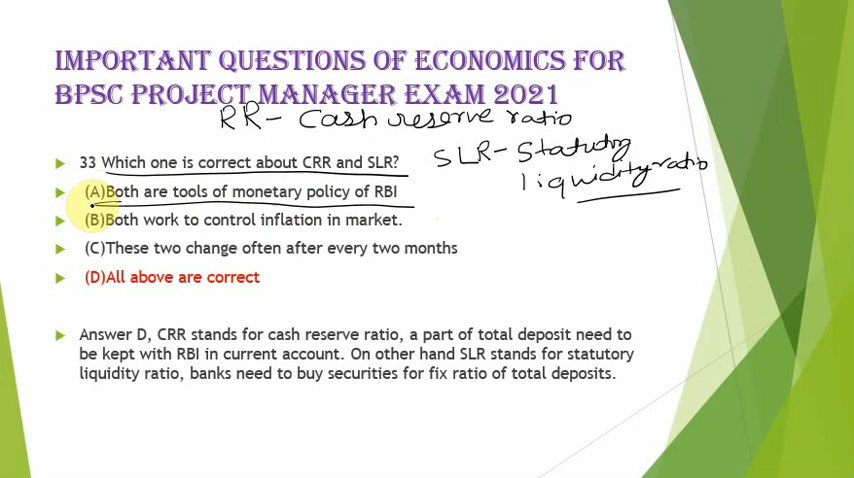 IMPORTANT QUESTIONS OF ECONOMICS FOR
BPSC PROJECT MANAGER EXAM 2021
RR- Cash reserve ratio
SLR- Statutory
liquidity ratio
33 Which one is correct about CRR and SLR?
(A)Both are tools of monetary policy of RBI
(B)Both work to control inflation in market.
(C)These two change often after every two months
(D)All above are correct
Answer D, CRR stands for cash reserve ratio, a part of total deposit need to
be kept with RBI in current account. On other hand SLR stands for statutory
liquidity ratio, banks need to buy securities for fix ratio of total deposits.